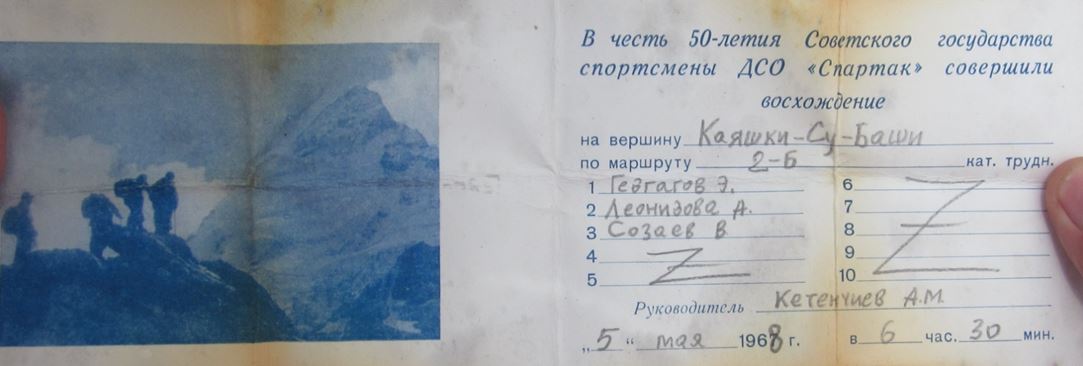 В честь 50-летия Советского государства
спортсмены ДСО «Спартак» совершили
восхождение
на вершину Каяшки-Су-Баши
по маршруту 2-Б кат. трудн.
1 Гезгагов Э.
2 Леонидова А.
3 Созаев В
4
5
6
7
8
9
10
Руководитель Кетенчиев А.М.
„5“ мая 1968 г. в 6 час. 30 мин.